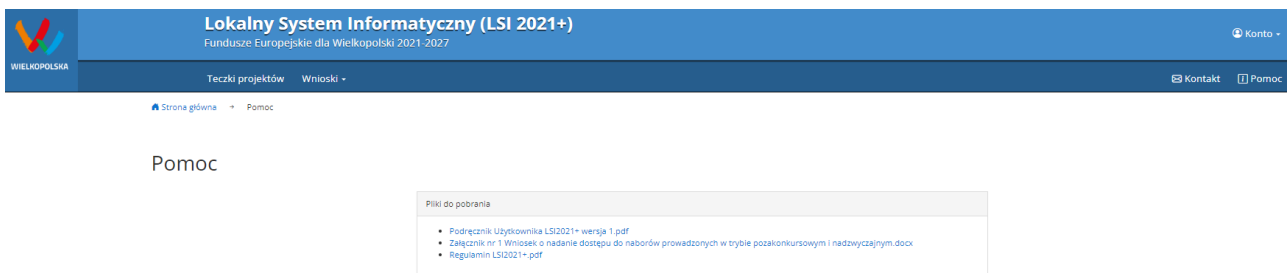 Lokalny System Informatyczny (LSI 2021+)
Fundusze Europejskie dla Wielkopolski 2021-2027
Konto
WIELKOPOLSKA
Teczki projektów Wnioski
Kontakt Pomoc
Strona główna → Pomoc
Pomoc
Pliki do pobrania
• Podręcznik Użytkownika LSI2021+ wersja 1.pdf
• Załącznik nr 1 Wniosek o nadanie dostępu do naborów prowadzonych w trybie pozakonkursowym i nadzwyczajnym.docx
• Regulamin LSI2021+.pdf